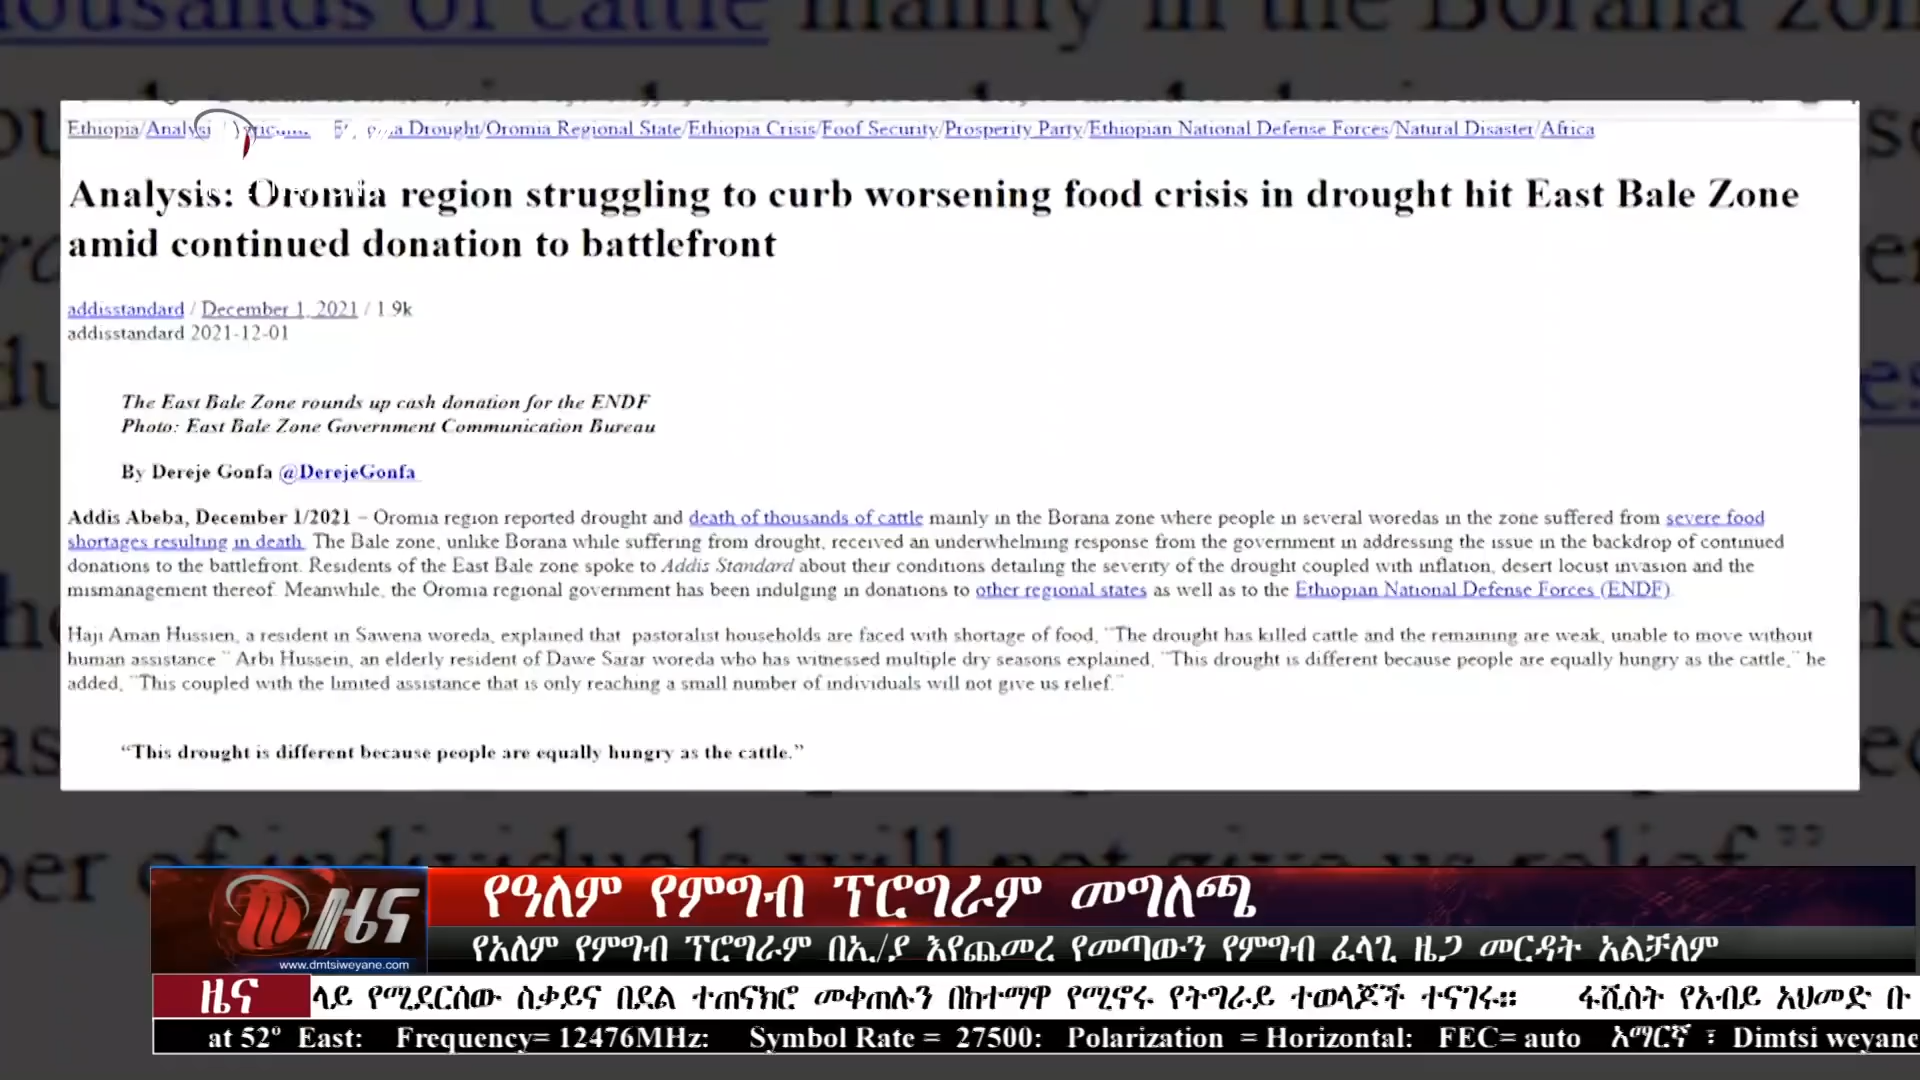 Ethiopia/Analysi Drought/Oromia Regional State/Ethiopia Crisis/Foof Security/Prosperity Party/Ethiopian National Defense Forces/Natural Disaster/Africa
Analysis: Oromia region struggling to curb worsening food crisis in drought hit East Bale Zone
amid continued donation to battlefront
addisstandard / December 1, 2021 / 1.9k
addisstandard 2021-12-01
The East Bale Zone rounds up cash donation for the ENDF
Photo: East Bale Zone Government Communication Bureau
By Dereje Gonfa @DerejeGonfa
Addis Abeba, December 1/2021 – Oromia region reported drought and death of thousands of cattle mainly in the Borana zone where people in several woredas in the zone suffered from severe food
shortages resulting in death. The Bale zone, unlike Borana while suffering from drought, received an underwhelming response from the government in addressing the issue in the backdrop of continued
donations to the battlefront. Residents of the East Bale zone spoke to Addis Standard about their conditions detailing the severity of the drought coupled with inflation, desert locust invasion and the
mismanagement thereof. Meanwhile, the Oromia regional government has been indulging in donations to other regional states as well as to the Ethiopian National Defense Forces (ENDF).
Haji Aman Hussien, a resident in Sawena woreda, explained that pastoralist households are faced with shortage of food, “The drought has killed cattle and the remaining are weak, unable to move without
human assistance ” Arbi Hussein, an elderly resident of Dawe Sarar woreda who has witnessed multiple dry seasons explained, “This drought is different because people are equally hungry as the cattle,” he
added, “This coupled with the limited assistance that is only reaching a small number of individuals will not give us relief.”
“This drought is different because people are equally hungry as the cattle.”
ዜና
www.dmtsiweyane.com
የዓለም የምግብ ፕሮግራም መግለጫ
የአለም የምግብ ፕሮግራም በኢ/ያ እየጨመረ የመጣውን የምግብ ፈላጊ ዜጋ መርዳት አልቻለም
ዜና
ላይ የሚደርሰው ስቃይና በደል ተጠናክሮ መቀጠሉን በከተማዋ የሚኖሩ የትግራይ ተወላጆች ተናገሩ። ፋሺስት የአብይ አህመድ ቡ
at 52° East: Frequency= 12476MHz: Symbol Rate = 27500: Polarization = Horizontal: FEC= auto አማርኛ ፡ Dimtsi weyane